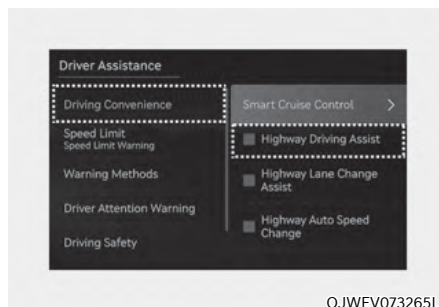 Driver Assistance
Driving Convenience
Speed Limit
Speed Limit Warning
Warning Methods
Driver Attention Warning
Driving Safety
Smart Cruise Control >
Highway Driving Assist
Highway Lane Change
Assist
Highway Auto Speed
Change
OJWEV073265L